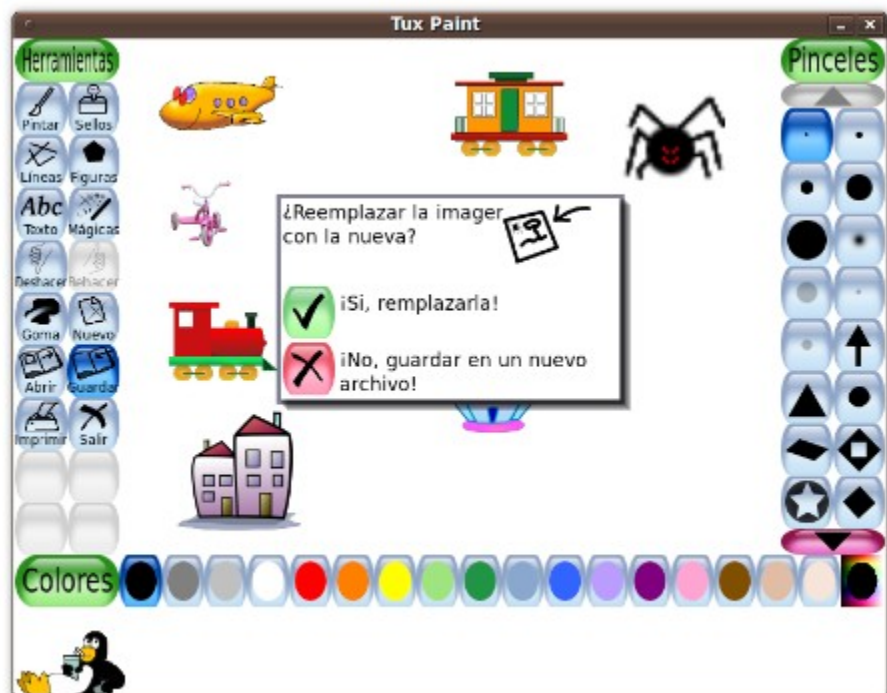 Tux Paint
Herramientas
Pinceles
Pintar Sellos
Líneas Figuras
Abc
Texto Mágicas
Deshacer Rehacer
Goma Nuevo
Abrir Guardar
Imprimir Salir
¿Reemplazar la imager
con la nueva?
¡Si, remplazarla!
¡No, guardar en un nuevo
archivo!
Colores